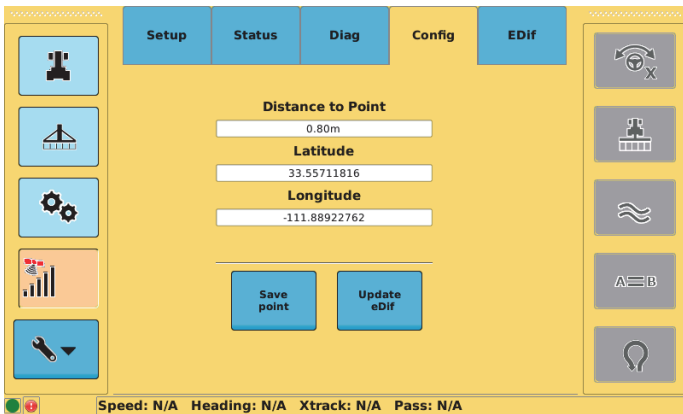 Setup Status Diag Config EDif
Distance to Point
0.80m
Latitude
33.55711816
Longitude
-111.88922762
Save
point
Update
eDif
X
A=B
Speed: N/A Heading: N/A Xtrack: N/A Pass: N/A